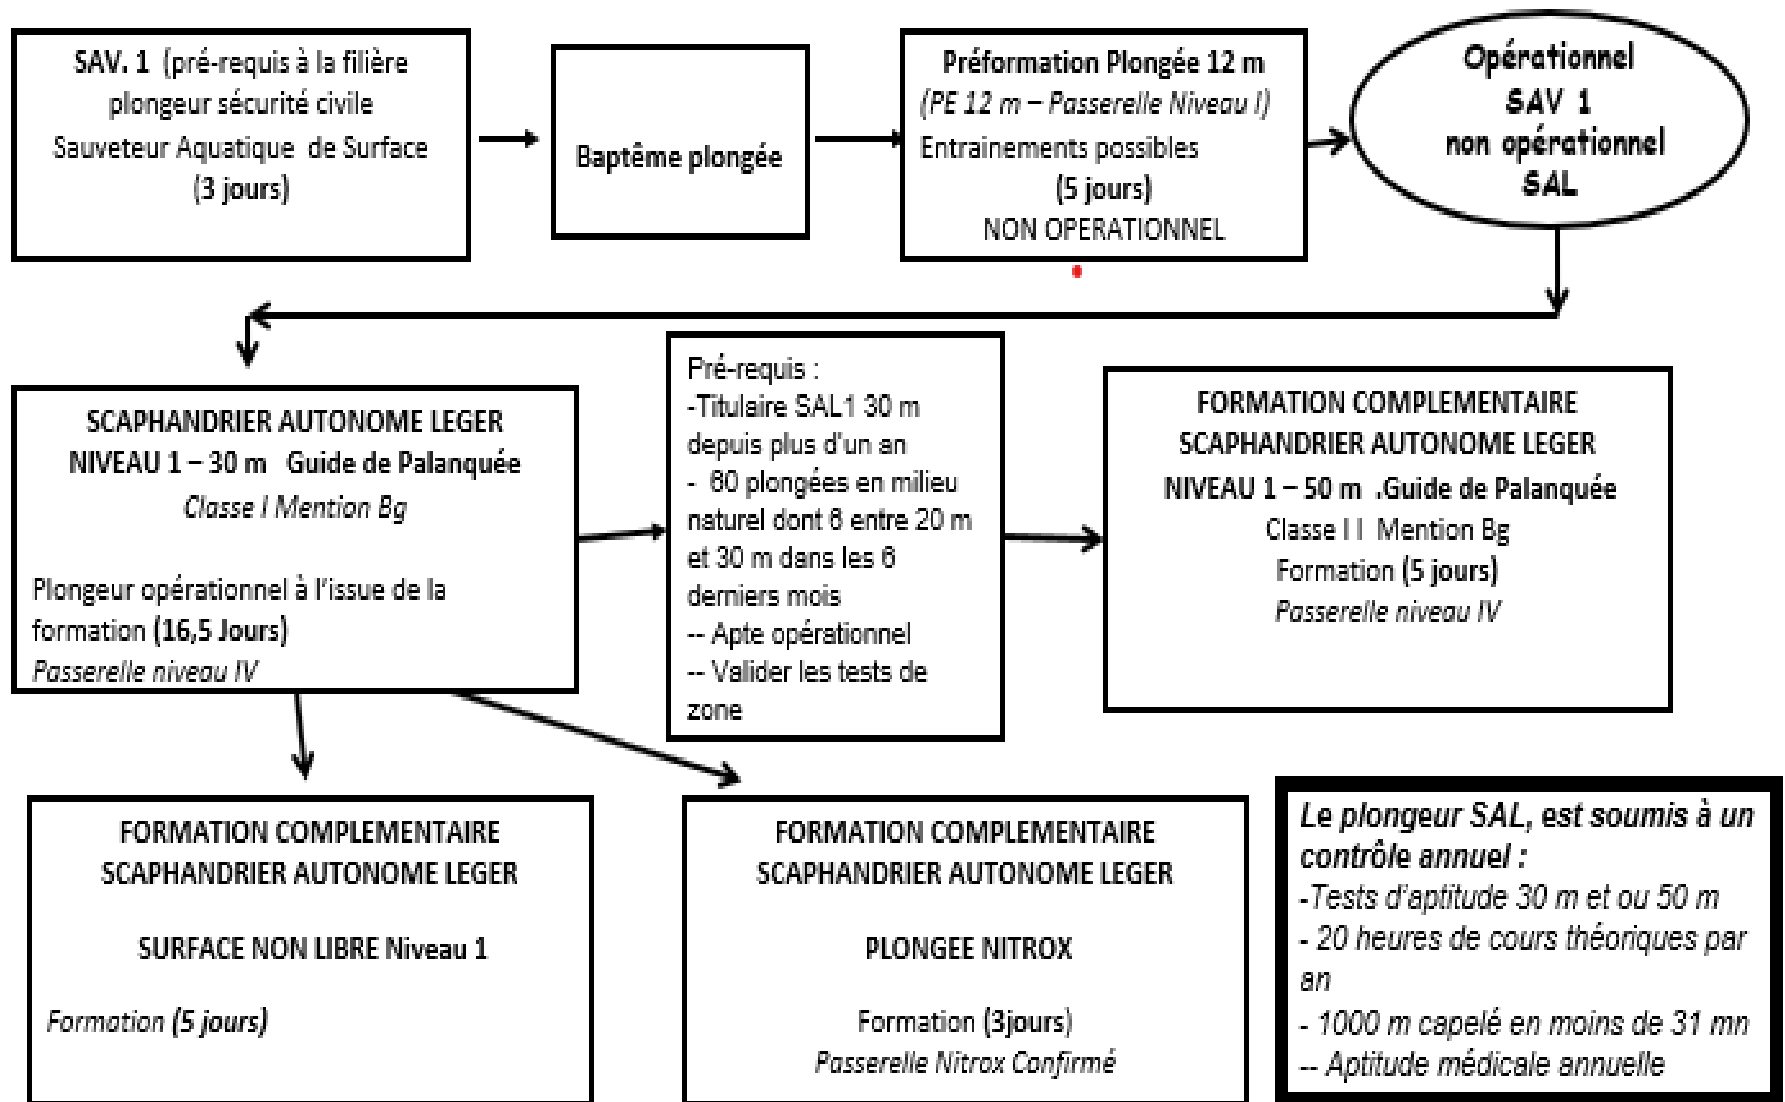 SAV. 1 (pré-requis à la filière
plongeur sécurité civile
Sauveteur Aquatique de Surface
(3 jours)
Baptême plongée
Préformation Plongée 12 m
(PE 12 m – Passerelle Niveau I)
Entrainements possibles
(5 jours)
NON OPERATIONNEL
Opérationnel
SAV 1
non opérationnel
SAL
SCAPHANDRIER AUTONOME LEGER
NIVEAU 1 – 30 m Guide de Palanquée
Classe I Mention Bg
Plongeur opérationnel à l'issue de la
formation (16,5 Jours)
Passerelle niveau IV
Pré-requis :
-Titulaire SAL1 30 m
depuis plus d'un an
- 60 plongées en milieu
naturel dont 6 entre 20 m
et 30 m dans les 6
derniers mois
-- Apte opérationnel
-- Valider les tests de
zone
FORMATION COMPLEMENTAIRE
SCAPHANDRIER AUTONOME LEGER
NIVEAU 1 – 50 m .Guide de Palanquée
Classe I I Mention Bg
Formation (5 jours)
Passerelle niveau IV
FORMATION COMPLEMENTAIRE
SCAPHANDRIER AUTONOME LEGER
SURFACE NON LIBRE Niveau 1
Formation (5 jours)
FORMATION COMPLEMENTAIRE
SCAPHANDRIER AUTONOME LEGER
PLONGEE NITROX
Formation (3jours)
Passerelle Nitrox Confirmé
Le plongeur SAL, est soumis à un
contrôle annuel :
-Tests d'aptitude 30 m et ou 50 m
- 20 heures de cours théoriques par
an
- 1000 m capelé en moins de 31 mn
-- Aptitude médicale annuelle